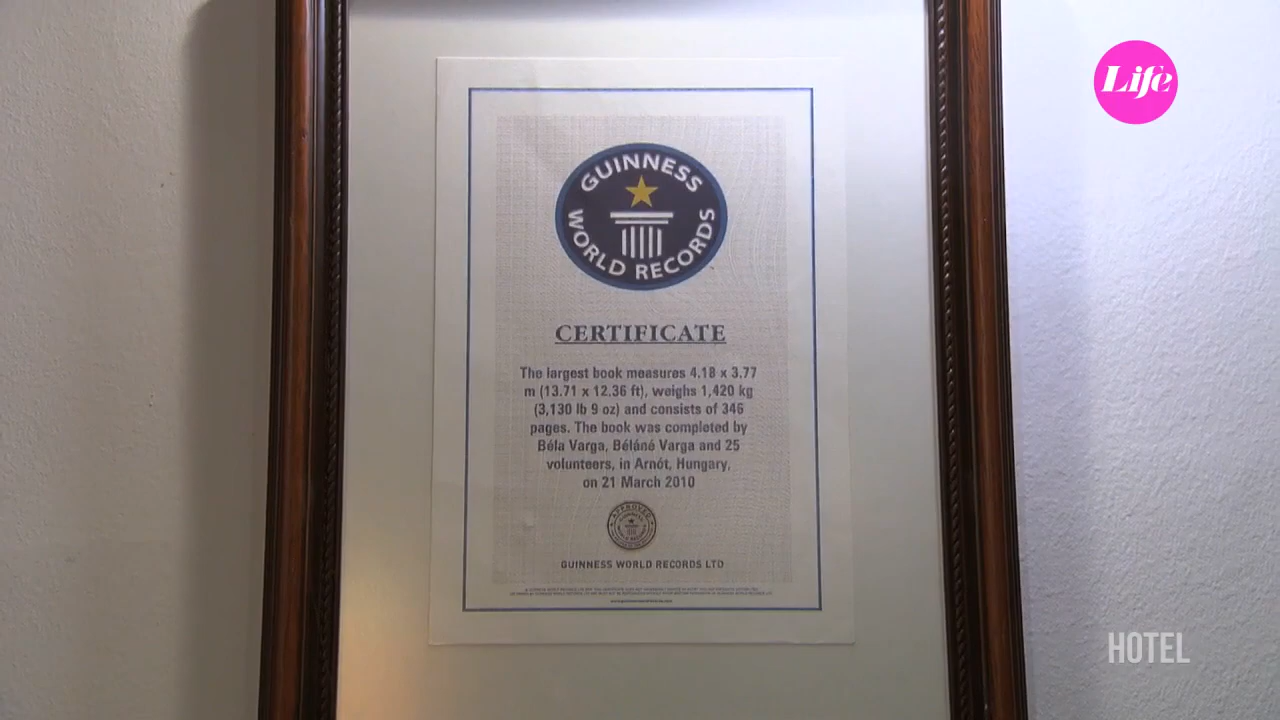 Life
GUINNESS
WORLD RECORDS
CERTIFICATE
The largest book measures 4.18 x 3.77
m (13.71 x 12.36 ft), weighs 1,420 kg
(3,130 lb 9 oz) and consists of 346
pages. The book was completed by
Béla Varga, Béláné Varga and 25
volunteers, in Arnót, Hungary,
on 21 March 2010
APPROVED
GUINNESS WORLD RECORDS LTD
HOTEL